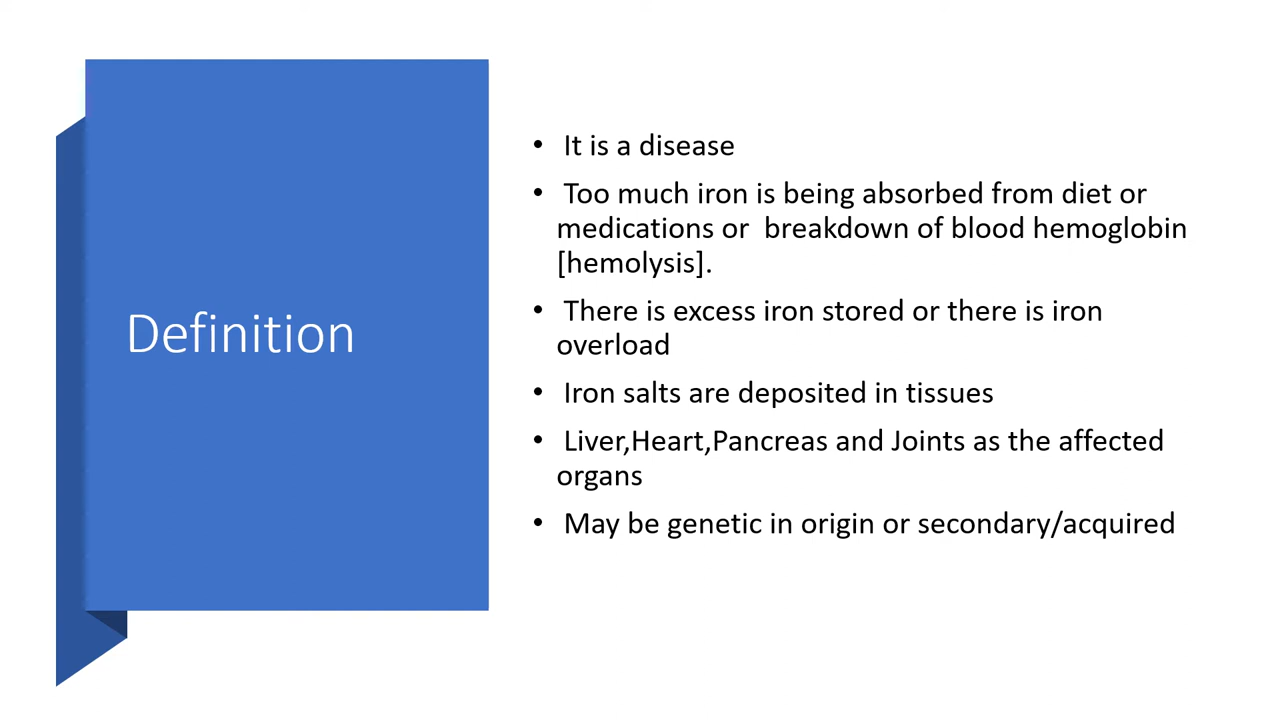 Definition
• It is a disease
• Too much iron is being absorbed from diet or
medications or  breakdown of blood hemoglobin
[hemolysis].
• There is excess iron stored or there is iron
overload
• Iron salts are deposited in tissues
• Liver,Heart,Pancreas and Joints as the affected
organs
• May be genetic in origin or secondary/acquired